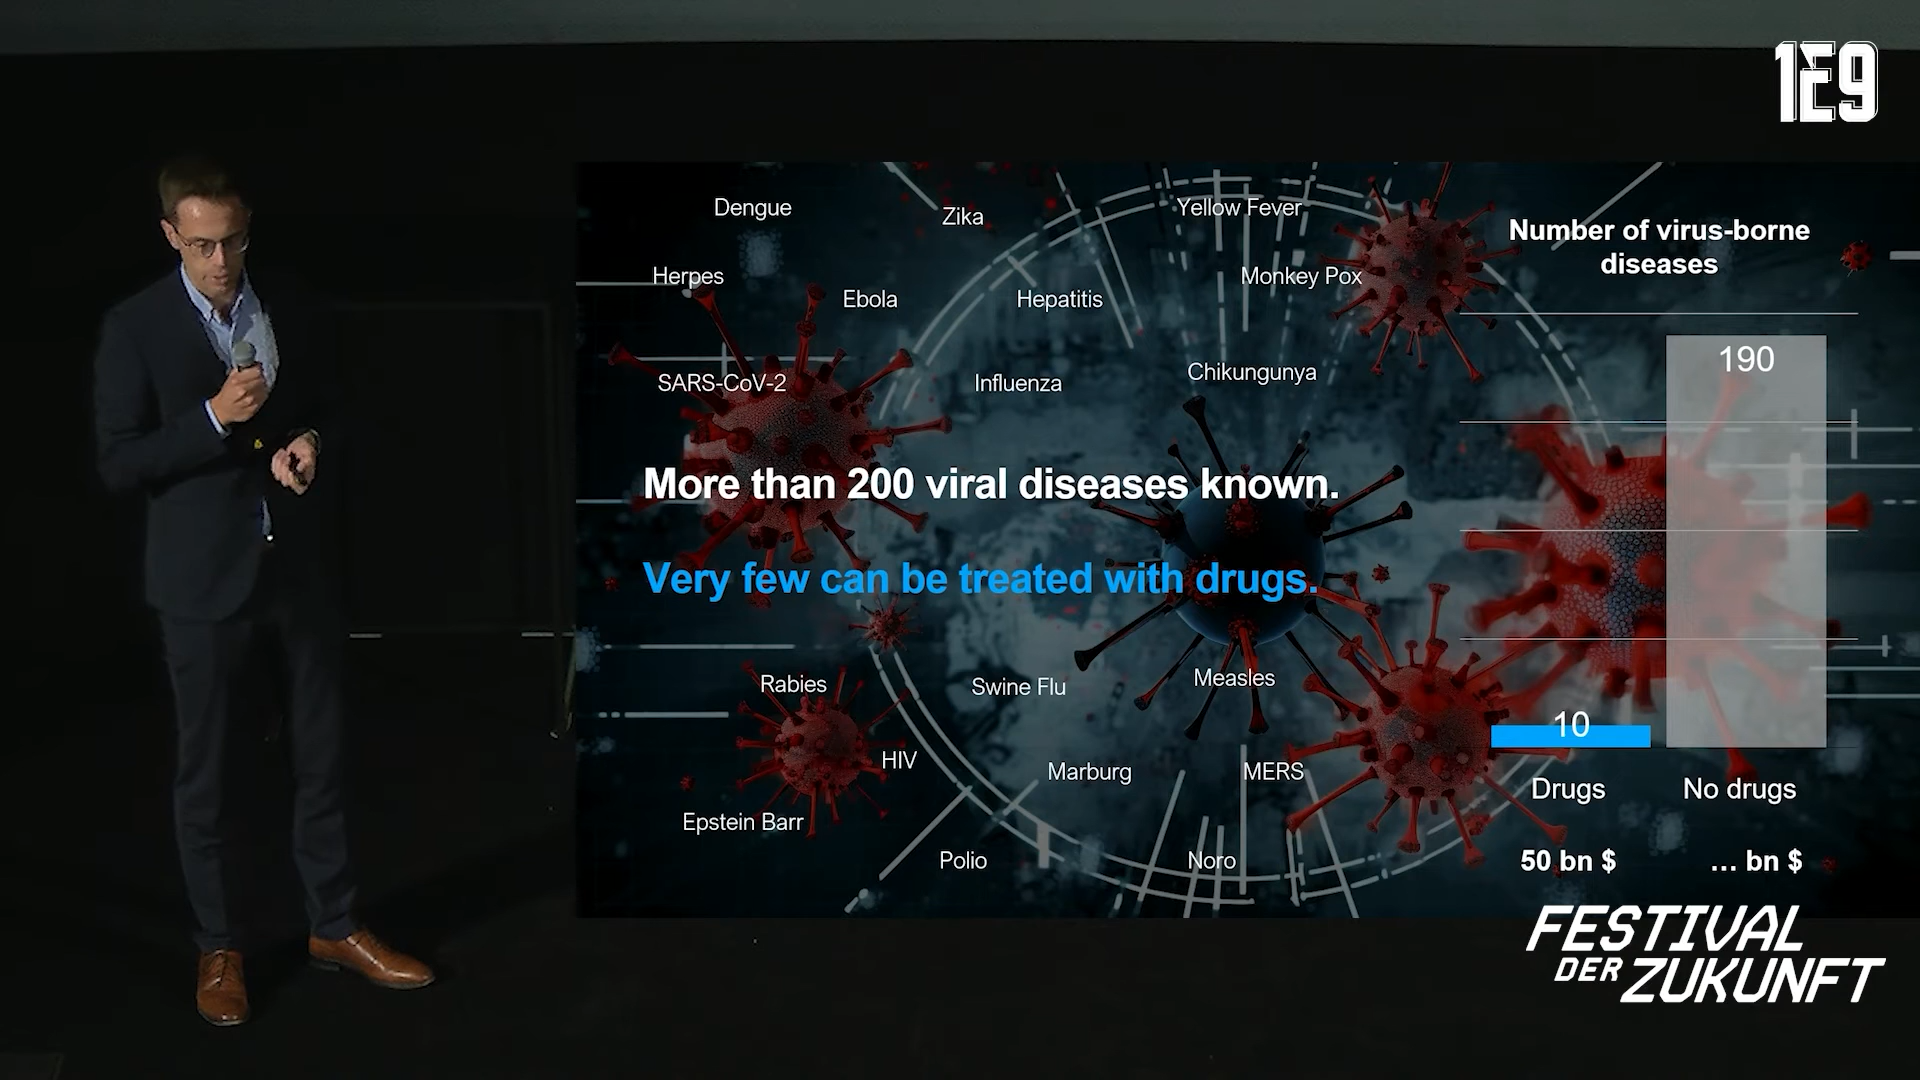 1E9
Dengue
Zika
Yellow Fever
Herpes
Ebola
Hepatitis
Monkey Pox
SARS-CoV-2
Influenza
Chikungunya
More than 200 viral diseases known.
Very few can be treated with drugs.
Rabies
Swine Flu
Measles
HIV
Marburg
MERS
Epstein Barr
Polio
Noro
Number of virus-borne
diseases
190
10
Drugs
No drugs
50 bn $
... bn $
FESTIVAL
DER ZUKUNFT